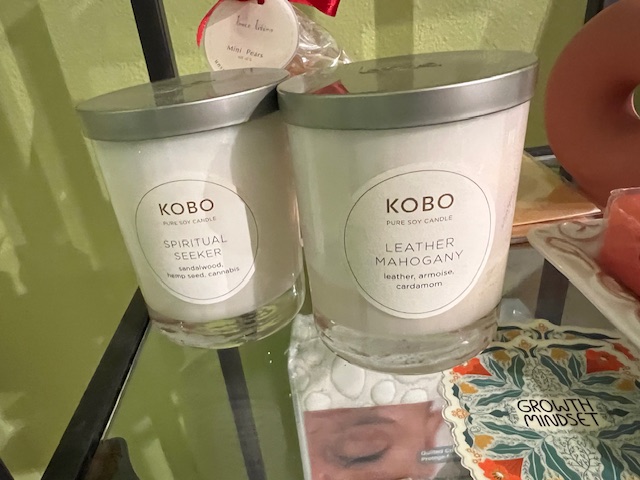 Mini Pears
KOBO
PURE SOY CANDLE
SPIRITUAL
SEEKER
sandalwood,
hemp seed, cannabis
KOBO
PURE SOY CANDLE
LEATHER
MAHOGANY
leather, armoise,
cardamom
GROWTH
MINDSET